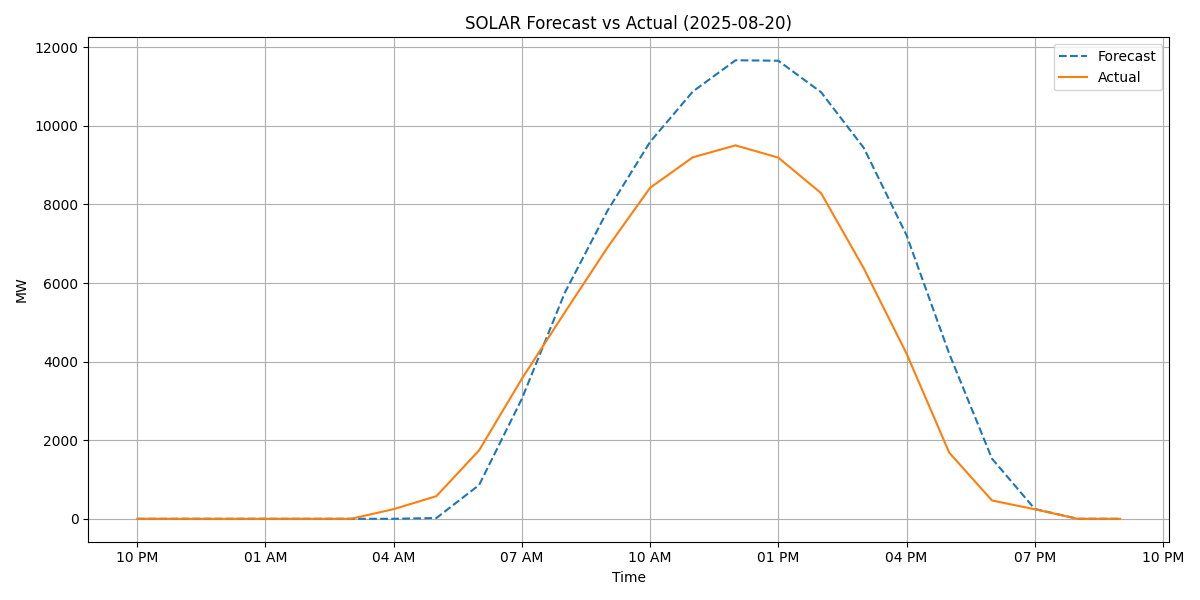 SOLAR Forecast vs Actual (2025-08-20)
Forecast
Actual
12000
10000
8000
6000
4000
2000
0
MW
10 PM 01 AM 04 AM 07 AM 10 AM 01 PM 04 PM 07 PM 10 PM
Time